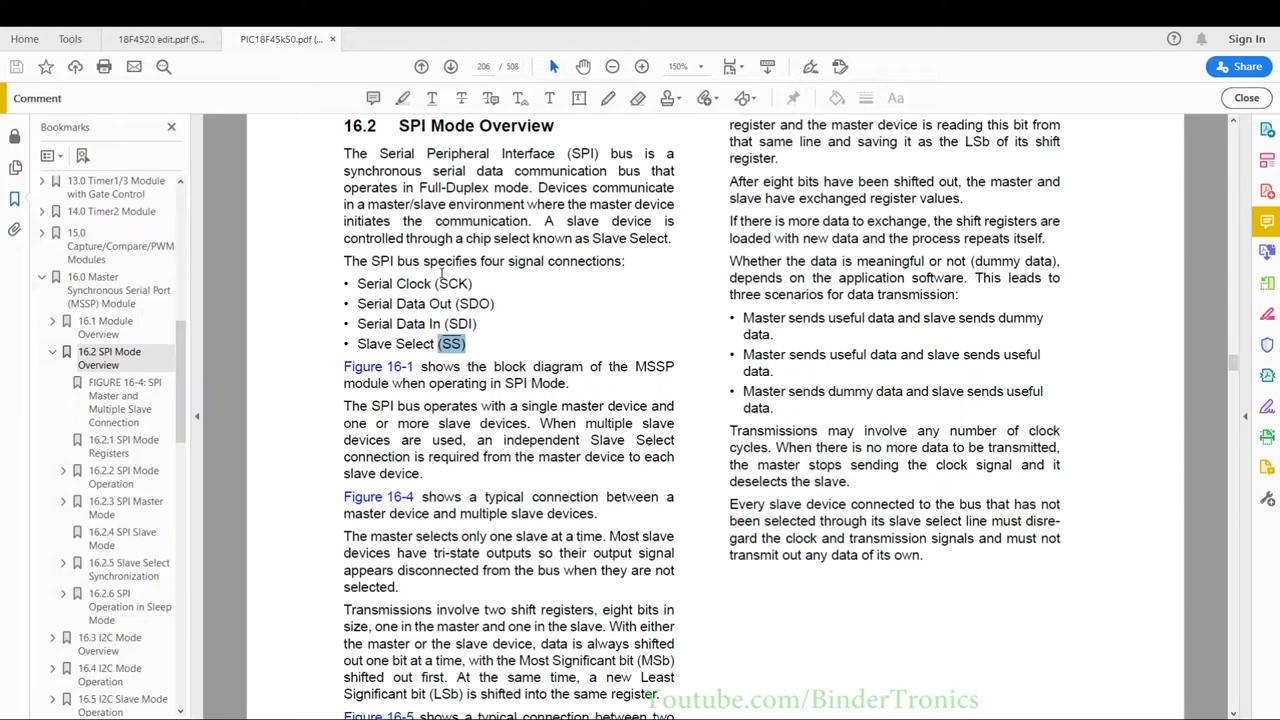 Home
Tools
18F4520 edit.pdf (S...
PIC18F45k50.pdf (... ×
Sign In
206 / 508
150%
Share
Comment
Aa
Close
Bookmarks
13.0 Timer1/3 Module
with Gate Control
14.0 Timer2 Module
15.0
Capture/Compare/PWM
Modules
16.0 Master
Synchronous Serial Port
(MSSP) Module
16.1 Module
Overview
16.2 SPI Mode
Overview
FIGURE 16-4: SPI
Master and
Multiple Slave
Connection
16.2.1 SPI Mode
Registers
16.2.2 SPI Mode
Operation
16.2.3 SPI Master
Mode
16.2.4 SPI Slave
Mode
16.2.5 Slave Select
Synchronization
16.2.6 SPI
Operation in Sleep
Mode
16.3 I2C Mode
Overview
16.4 I2C Mode
Operation
16.5 I2C Slave Mode
Operation
16.2 SPI Mode Overview
The Serial Peripheral Interface (SPI) bus is a
synchronous serial data communication bus that
operates in Full-Duplex mode. Devices communicate
in a master/slave environment where the master device
initiates the communication. A slave device is
controlled through a chip select known as Slave Select.
The SPI bus specifies four signal connections:
• Serial Clock (SCK)
• Serial Data Out (SDO)
• Serial Data In (SDI)
• Slave Select (SS)
Figure 16-1 shows the block diagram of the MSSP
module when operating in SPI Mode.
The SPI bus operates with a single master device and
one or more slave devices. When multiple slave
devices are used, an independent Slave Select
connection is required from the master device to each
slave device.
Figure 16-4 shows a typical connection between a
master device and multiple slave devices.
The master selects only one slave at a time. Most slave
devices have tri-state outputs so their output signal
appears disconnected from the bus when they are not
selected.
Transmissions involve two shift registers, eight bits in
size, one in the master and one in the slave. With either
the master or the slave device, data is always shifted
out one bit at a time, with the Most Significant bit (MSb)
shifted out first. At the same time, a new Least
Significant bit (LSb) is shifted into the same register.
Figure 16-5 shows a typical connection between two
register and the master device is reading this bit from
that same line and saving it as the LSb of its shift
register.
After eight bits have been shifted out, the master and
slave have exchanged register values.
If there is more data to exchange, the shift registers are
loaded with new data and the process repeats itself.
Whether the data is meaningful or not (dummy data),
depends on the application software. This leads to
three scenarios for data transmission:
• Master sends useful data and slave sends dummy
data.
• Master sends useful data and slave sends useful
data.
• Master sends dummy data and slave sends useful
data.
Transmissions may involve any number of clock
cycles. When there is no more data to be transmitted,
the master stops sending the clock signal and it
deselects the slave.
Every slave device connected to the bus that has not
been selected through its slave select line must disre-
gard the clock and transmission signals and must not
transmit out any data of its own.
Youtube.com/BinderTronics